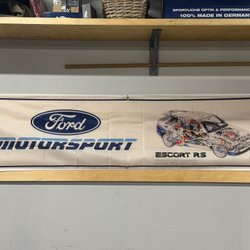 SPORTLICHE OPTIK & PERFORMANCE
100% MADE IN GERMANY
Ford
MOTORSPORT
ESCORT RS